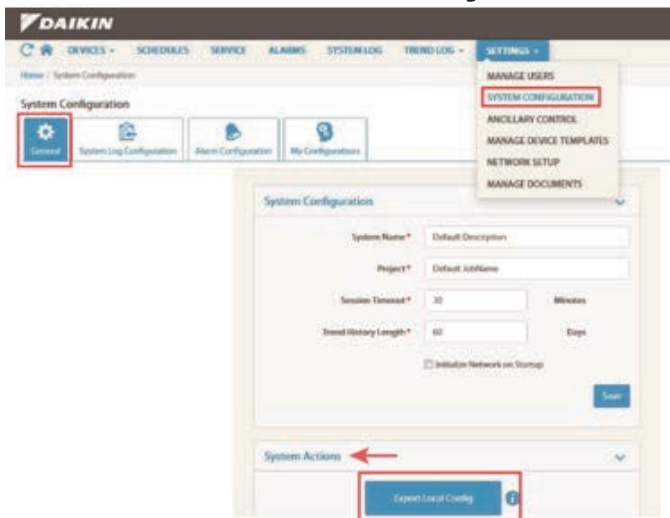 DAIKIN
DEVICES SCHEDULES SERVICE ALARMS SYSTEM LOG TREND LOG SETTINGS
Home / System Configuration
MANAGE USERS
SYSTEM CONFIGURATION
ANCILLARY CONTROL
MANAGE DEVICE TEMPLATES
NETWORK SETUP
MANAGE DOCUMENTS
System Configuration
General System Log Configuration Alarm Configuration My Configurations
System Configuration
System Name* Default Description
Project* Default JobName
Session Timeout* 30 Minutes
Trend History Length* 60 Days
Initialize Network on Startup
Save
System Actions
Export Local Config